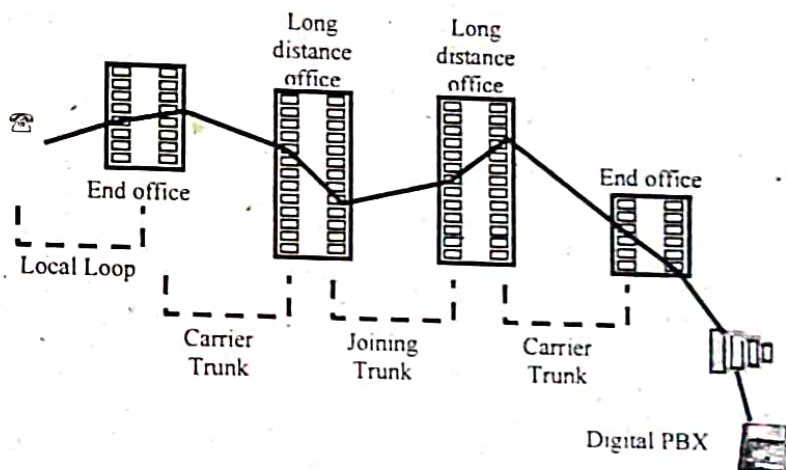 Long
distance
office
Long
distance
office
End office
End office
Local Loop
Carrier
Trunk
Joining
Trunk
Carrier
Trunk
Digital PBX